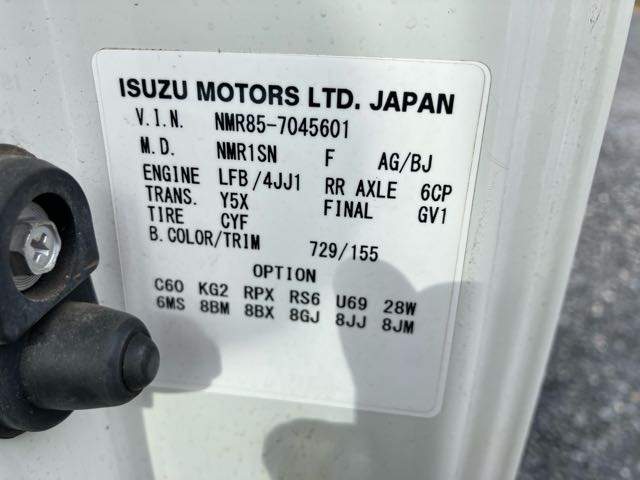 ISUZU MOTORS LTD. JAPAN
V.I.N. NMR85-7045601
M.D. NMR1SN F AG/BJ
ENGINE LFB/4JJ1 RR AXLE 6CP
TRANS. Y5X FINAL GV1
TIRE CYF
B.COLOR/TRIM 729/155
OPTION
C60 KG2 RPX RS6 U69 28W
6MS 8BM 8BX 8GJ 8JJ 8JM